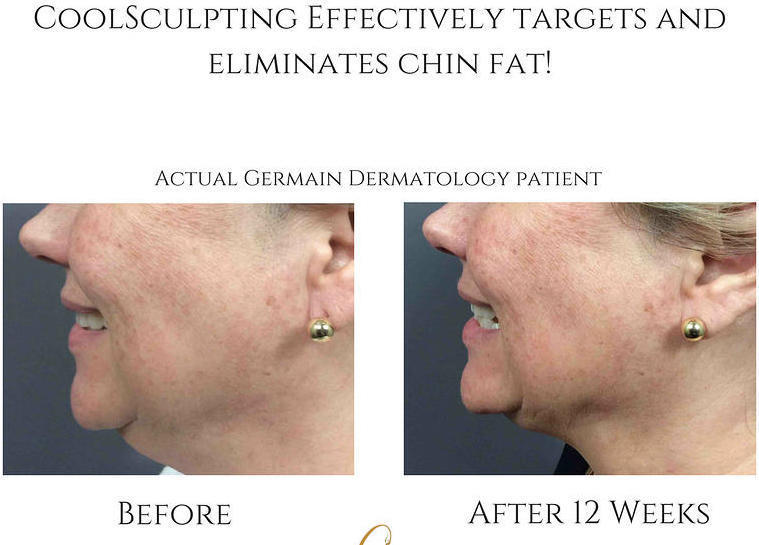 CoolSculpting Effectively targets and
eliminates chin fat!
Actual Germain Dermatology patient
Before
After 12 Weeks